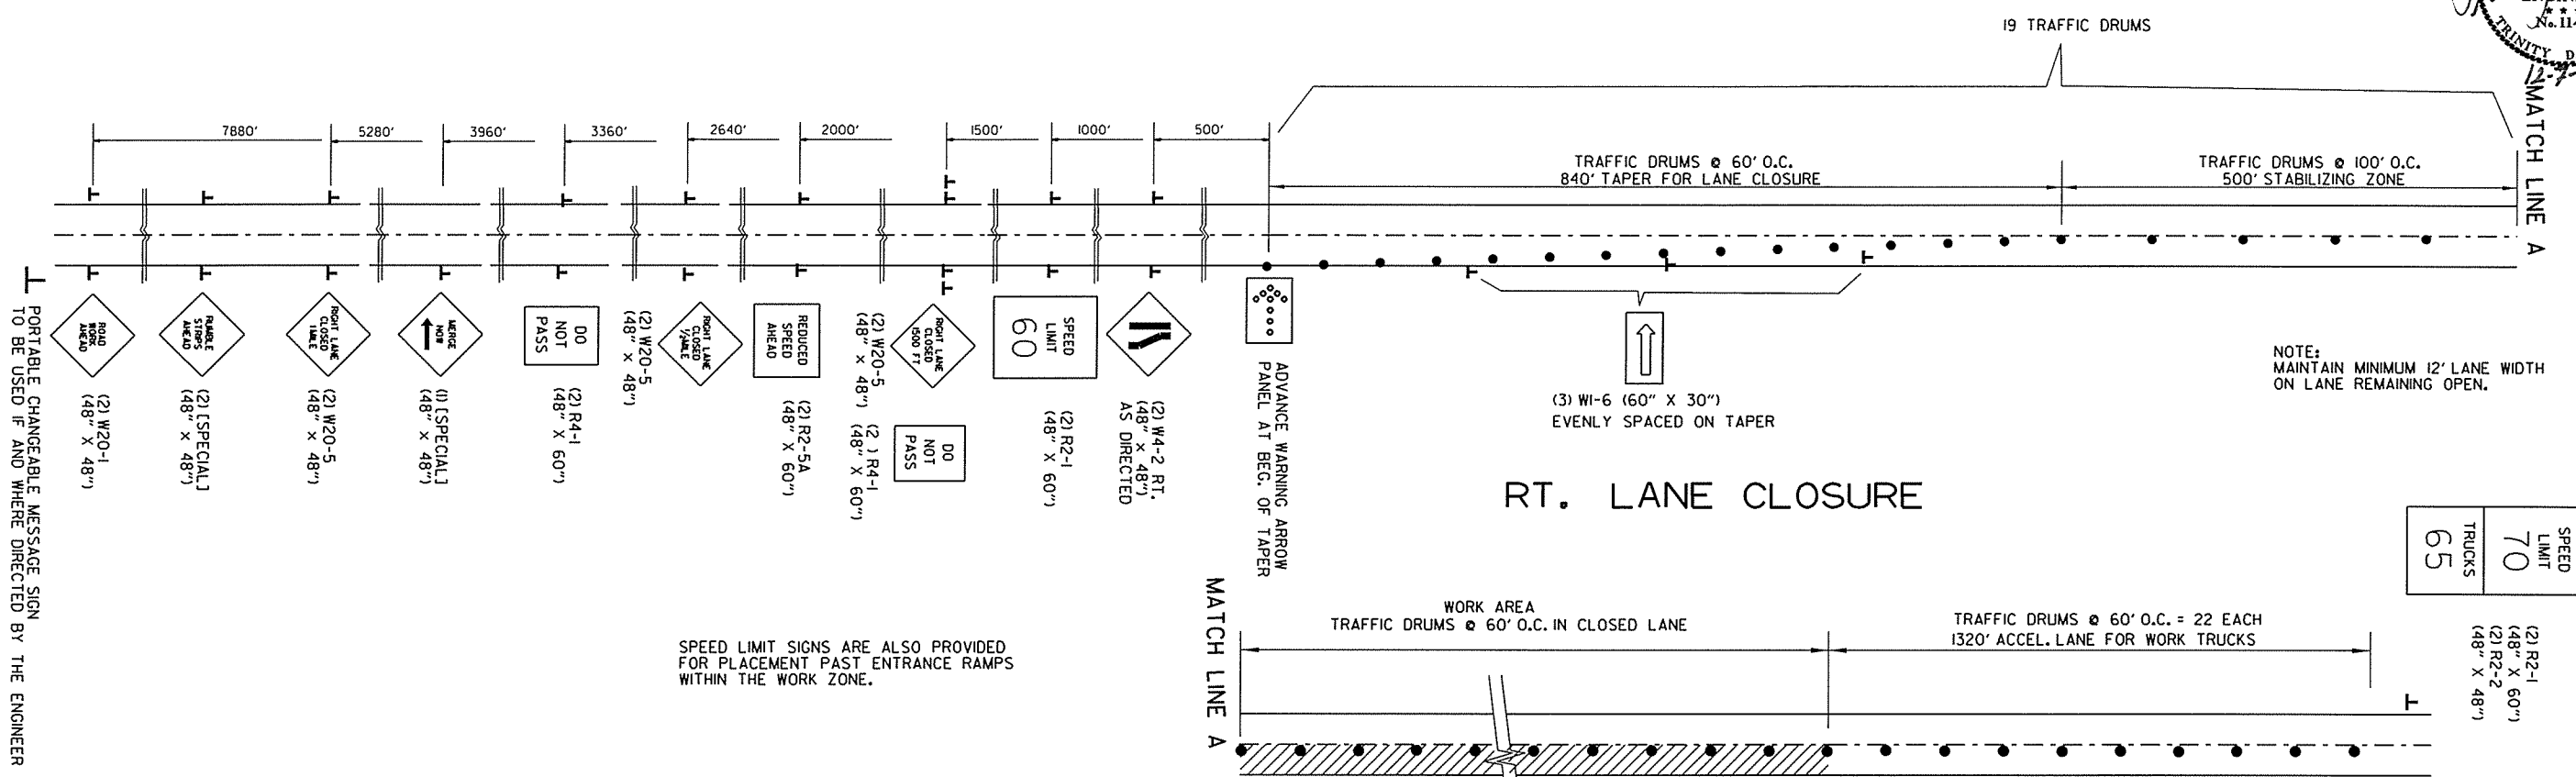 19 TRAFFIC DRUMS
No. 114
TRINITY D
12-7-
MATCH LINE A
7880'
5280'
3960'
3360'
2640'
2000'
1500'
1000'
500'
TRAFFIC DRUMS @ 60' O.C.
840' TAPER FOR LANE CLOSURE
TRAFFIC DRUMS @ 100' O.C.
500' STABILIZING ZONE
PORTABLE CHANGEABLE MESSAGE SIGN
TO BE USED IF AND WHERE DIRECTED BY THE ENGINEER
ROAD
WORK
AHEAD
(2) W20-1
(48" X 48")
RUMBLE
STRIPS
AHEAD
(2) [SPECIAL]
(48" X 48")
RIGHT LANE
CLOSED
1 MILE
(2) W20-5
(48" X 48")
MERGE
NOW
(1) [SPECIAL]
(48" X 48")
DO
NOT
PASS
(2) R4-1
(48" X 60")
RIGHT LANE
CLOSED
1/2 MILE
(2) W20-5
(48" X 48")
REDUCED
SPEED
AHEAD
(2) R2-5A
(48" X 60")
RIGHT LANE
CLOSED
1500 FT
(2) W20-5
(48" X 48")
DO
NOT
PASS
(2 ) R4-1
(48" X 60")
SPEED
LIMIT
60
(2) R2-1
(48" X 60")
(2) W4-2 RT.
(48" X 48")
AS DIRECTED
ADVANCE WARNING ARROW
PANEL AT BEG. OF TAPER
(3) W1-6 (60" X 30")
EVENLY SPACED ON TAPER
NOTE:
MAINTAIN MINIMUM 12' LANE WIDTH
ON LANE REMAINING OPEN.
RT. LANE CLOSURE
SPEED
LIMIT
70
TRUCKS
65
(2) R2-1
(48" X 60")
(2) R2-2
(48" X 48")
SPEED LIMIT SIGNS ARE ALSO PROVIDED
FOR PLACEMENT PAST ENTRANCE RAMPS
WITHIN THE WORK ZONE.
MATCH LINE A
WORK AREA
TRAFFIC DRUMS @ 60' O.C. IN CLOSED LANE
TRAFFIC DRUMS @ 60' O.C. = 22 EACH
1320' ACCEL. LANE FOR WORK TRUCKS